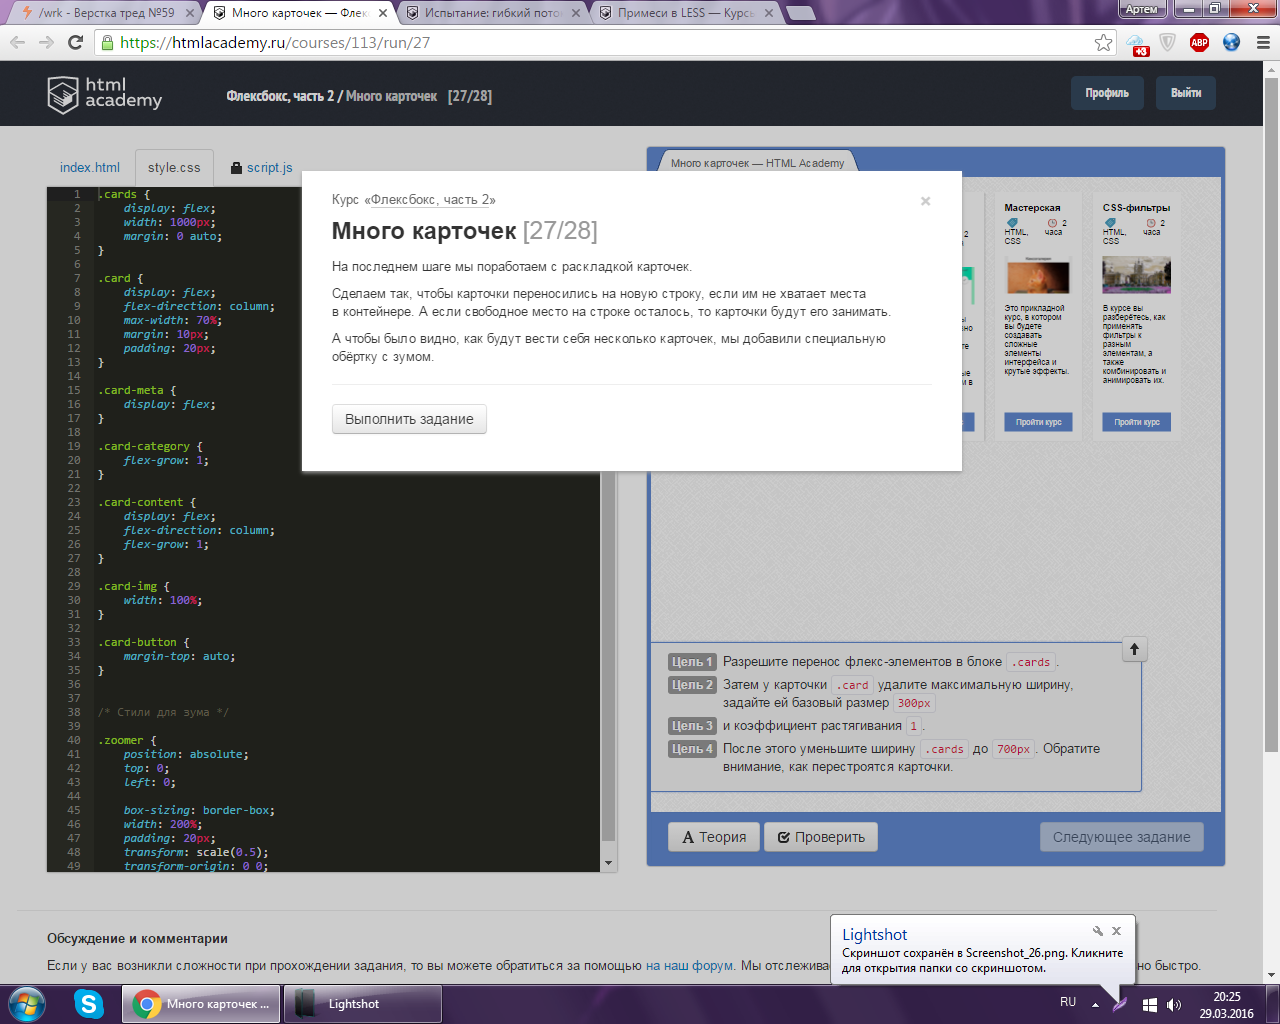 /wrk - Верстка тред №59
Много карточек — Флек
Испытание: гибкий пото
Примеси в LESS — Курсы
Артем
https://htmlacademy.ru/courses/113/run/27
+3
ABP
html
academy
Флексбокс, часть 2 / Много карточек [27/28]
Профиль
Выйти
index.html
style.css
script.js
1 .cards {
2 display: flex;
3 width: 1000px;
4 margin: 0 auto;
5 }
6
7 .card {
8 display: flex;
9 flex-direction: column;
10 max-width: 70%;
11 margin: 10px;
12 padding: 20px;
13 }
14
15 .card-meta {
16 display: flex;
17 }
18
19 .card-category {
20 flex-grow: 1;
21 }
22
23 .card-content {
24 display: flex;
25 flex-direction: column;
26 flex-grow: 1;
27 }
28
29 .card-img {
30 width: 100%;
31 }
32
33 .card-button {
34 margin-top: auto;
35 }
36
37
38 /* Стили для зума */
39
40 .zoomer {
41 position: absolute;
42 top: 0;
43 left: 0;
44
45 box-sizing: border-box;
46 width: 200%;
47 padding: 20px;
48 transform: scale(0.5);
49 transform-origin: 0 0;
Курс «Флексбокс, часть 2»
×
Много карточек [27/28]
На последнем шаге мы поработаем с раскладкой карточек.
Сделаем так, чтобы карточки переносились на новую строку, если им не хватает места
в контейнере. А если свободное место на строке осталось, то карточки будут его занимать.
А чтобы было видно, как будут вести себя несколько карточек, мы добавили специальную
обёртку с зумом.
Выполнить задание
Много карточек — HTML Academy
Мастерская
HTML,
CSS
2
часа
Это прикладной
курс, в котором
вы будете
создавать
сложные
элементы
интерфейса и
крутые эффекты.
Пройти курс
CSS-фильтры
HTML,
CSS
2
часа
В курсе вы
разберётесь, как
применять
фильтры к
разным
элементам, а
также
комбинировать и
анимировать их.
Пройти курс
Цель 1 Разрешите перенос флекс-элементов в блоке .cards .
Цель 2 Затем у карточки .card удалите максимальную ширину,
задайте ей базовый размер 300px
Цель 3 и коэффициент растягивания 1 .
Цель 4 После этого уменьшите ширину .cards до 700px . Обратите
внимание, как перестроятся карточки.
Теория
Проверить
Следующее задание
Обсуждение и комментарии
Если у вас возникли сложности при прохождении задания, то вы можете обратиться за помощью на наш форум. Мы отслежива
но быстро.
Lightshot
Скриншот сохранён в Screenshot_26.png. Кликните
для открытия папки со скриншотом.
Много карточек ...
Lightshot
RU
20:25
29.03.2016